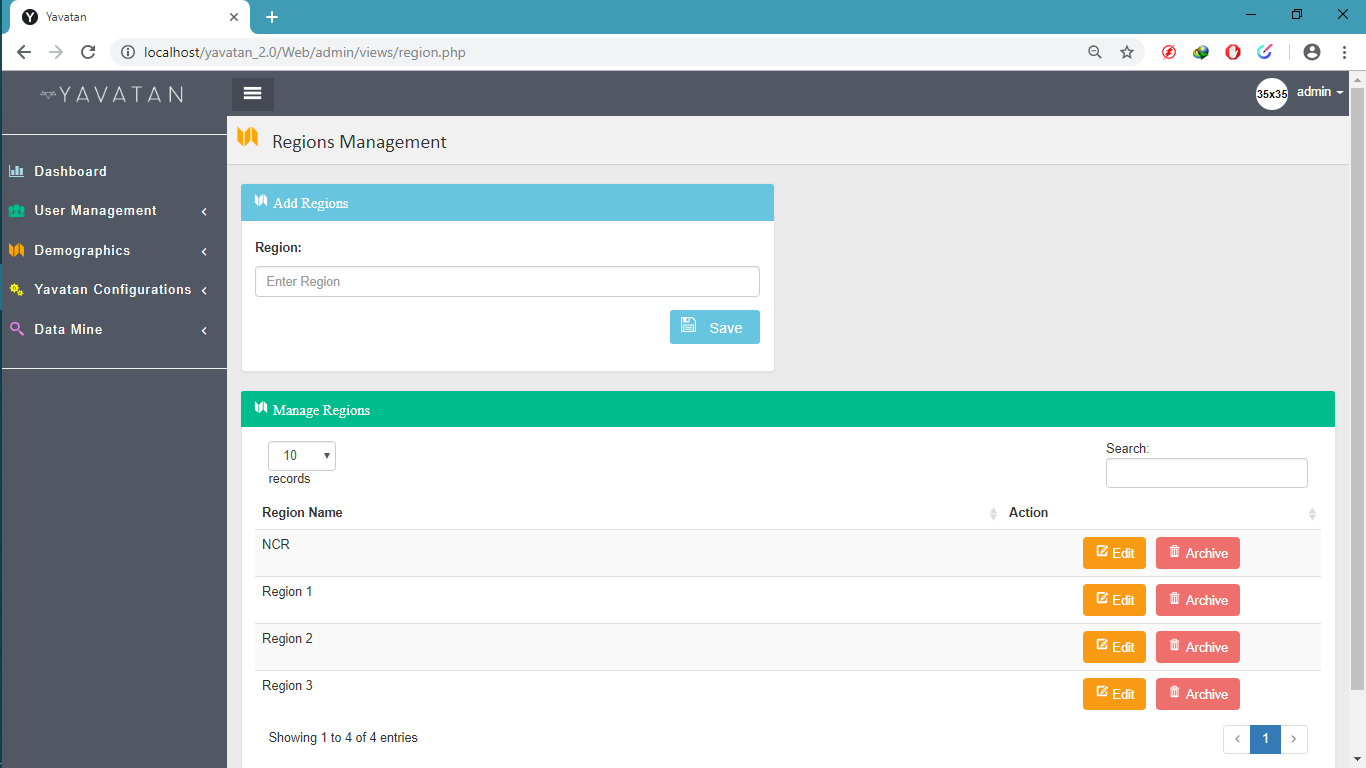 Yavatan
localhost/yavatan_2.0/Web/admin/views/region.php
YAVATAN
35x35 admin
Regions Management
Dashboard
User Management
Demographics
Yavatan Configurations
Data Mine
Add Regions
Region:
Enter Region
Save
Manage Regions
10
records
Search:
Region Name Action
NCR Edit Archive
Region 1 Edit Archive
Region 2 Edit Archive
Region 3 Edit Archive
Showing 1 to 4 of 4 entries
‹ 1 ›